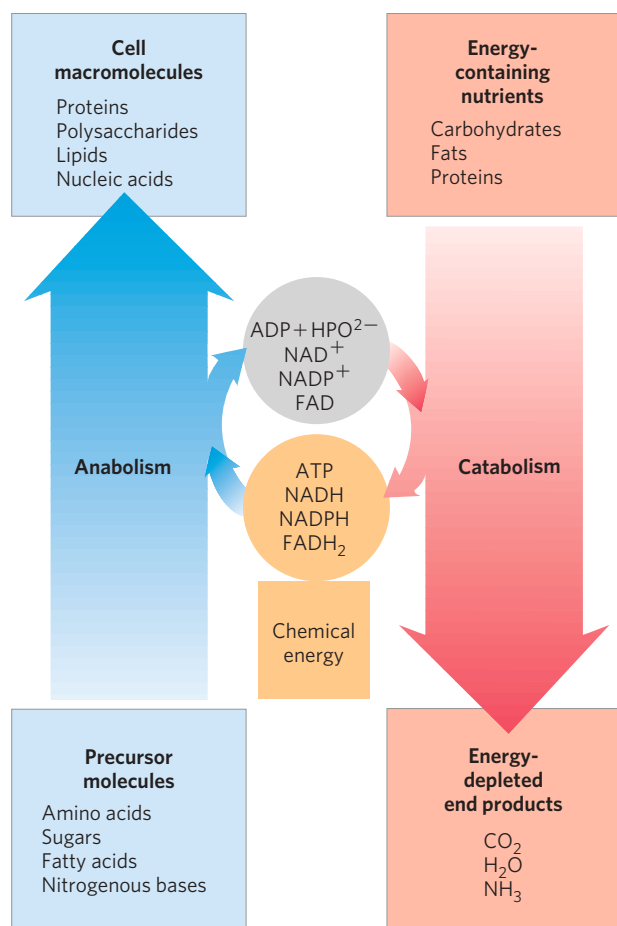 Cell
macromolecules
Proteins
Polysaccharides
Lipids
Nucleic acids
Energy-
containing
nutrients
Carbohydrates
Fats
Proteins
ADP+HPO²⁻
NAD⁺
NADP⁺
FAD
Anabolism
ATP
NADH
NADPH
FADH₂
Catabolism
Chemical
energy
Precursor
molecules
Amino acids
Sugars
Fatty acids
Nitrogenous bases
Energy-
depleted
end products
CO₂
H₂O
NH₃